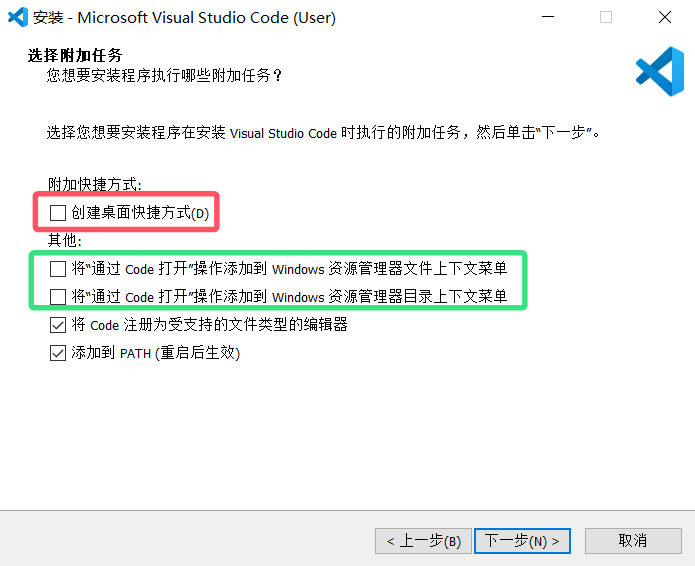 安装 - Microsoft Visual Studio Code (User)
选择附加任务
您想要安装程序执行哪些附加任务？
选择您想要安装程序在安装 Visual Studio Code 时执行的附加任务，然后单击“下一步”。
附加快捷方式:
创建桌面快捷方式(D)
其他:
将“通过 Code 打开”操作添加到 Windows 资源管理器文件上下文菜单
将“通过 Code 打开”操作添加到 Windows 资源管理器目录上下文菜单
将 Code 注册为受支持的文件类型的编辑器
添加到 PATH (重启后生效)
< 上一步(B)
下一步(N) >
取消